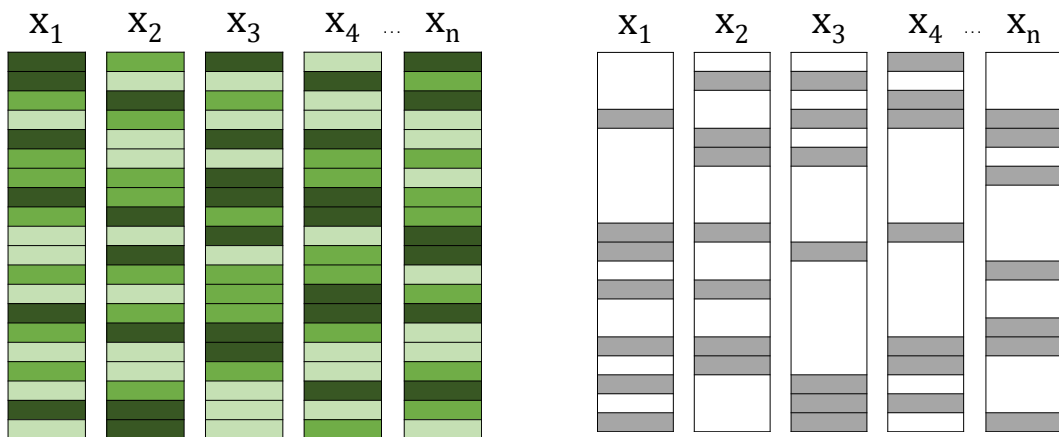 x₁ x₂ x₃ x₄ ... xₙ x₁ x₂ x₃ x₄ ... xₙ